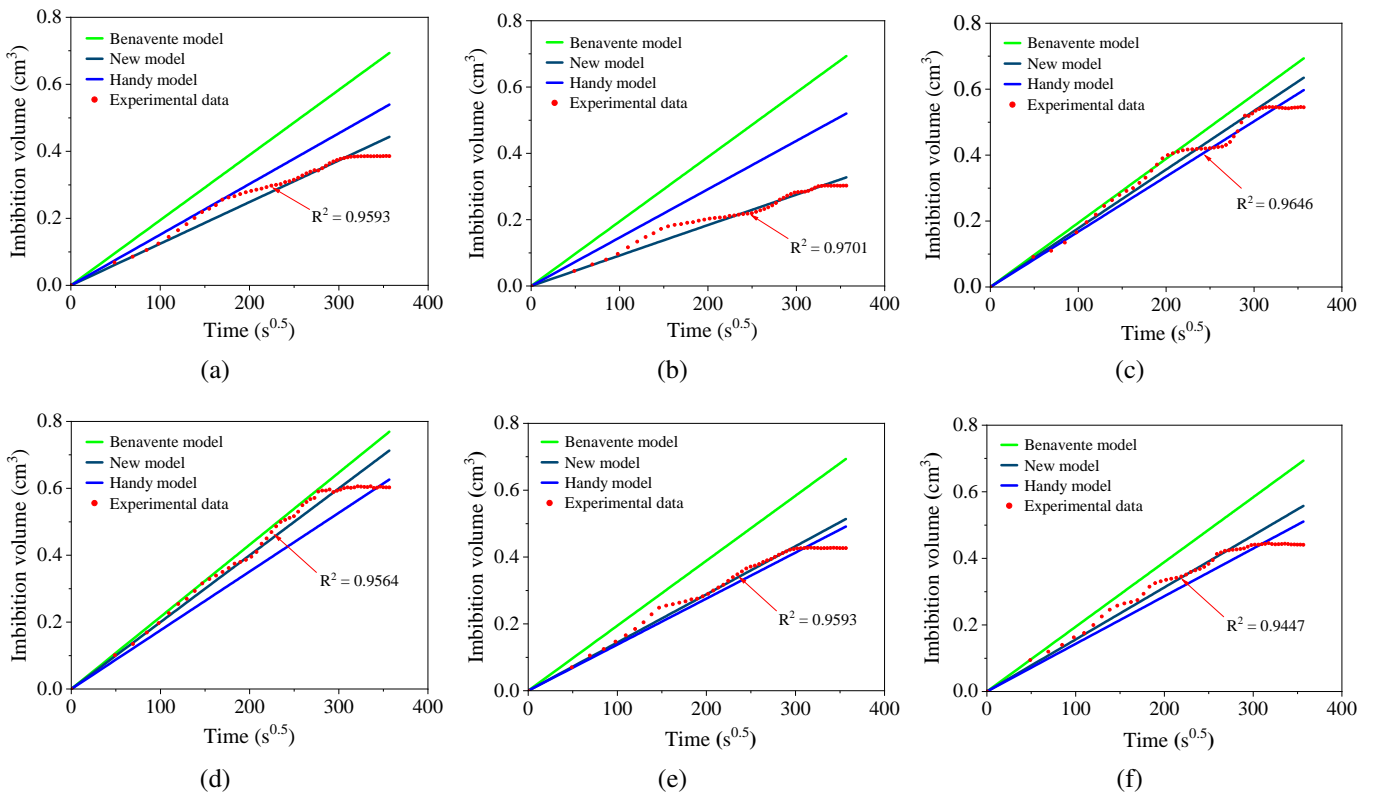 0.8
0.6
0.4
0.2
0.0
Imbibition volume (cm³)
Benavente model
New model
Handy model
Experimental data
R² = 0.9593
0 100 200 300 400
Time (s^0.5)
(a)
0.8
0.6
0.4
0.2
0.0
Imbibition volume (cm³)
Benavente model
New model
Handy model
Experimental data
R² = 0.9701
0 100 200 300 400
Time (s^0.5)
(b)
0.8
0.6
0.4
0.2
0.0
Imbibition volume (cm³)
Benavente model
New model
Handy model
Experimental data
R² = 0.9646
0 100 200 300 400
Time (s^0.5)
(c)
0.8
0.6
0.4
0.2
0.0
Imbibition volume (cm³)
Benavente model
New model
Handy model
Experimental data
R² = 0.9564
0 100 200 300 400
Time (s^0.5)
(d)
0.8
0.6
0.4
0.2
0.0
Imbibition volume (cm³)
Benavente model
New model
Handy model
Experimental data
R² = 0.9593
0 100 200 300 400
Time (s^0.5)
(e)
0.8
0.6
0.4
0.2
0.0
Imbibition volume (cm³)
Benavente model
New model
Handy model
Experimental data
R² = 0.9447
0 100 200 300 400
Time (s^0.5)
(f)